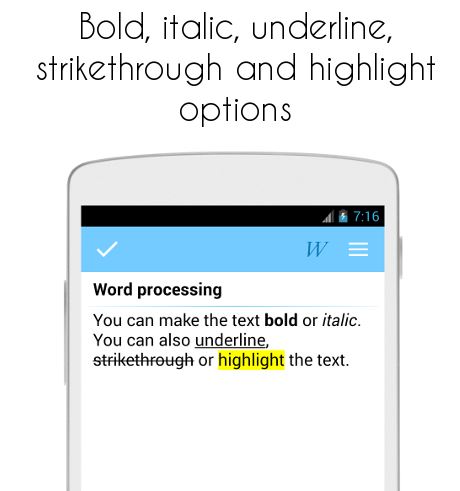 Bold, italic, underline,
strikethrough and highlight
options
7:16
W
Word processing
You can make the text bold or italic.
You can also underline,
strikethrough or highlight the text.